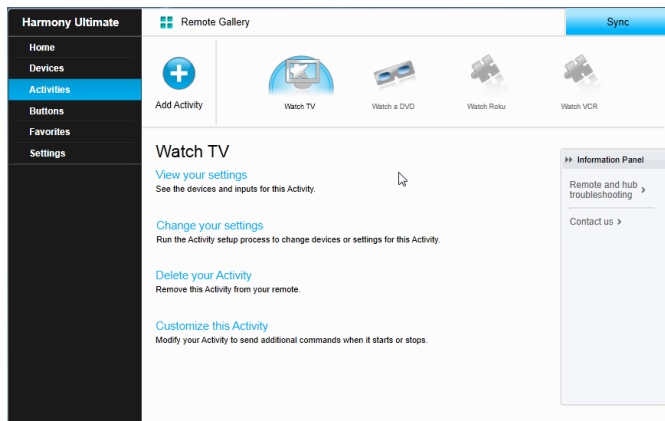 Harmony Ultimate
Remote Gallery
Sync
Home
Devices
Activities
Buttons
Favorites
Settings
Add Activity
Watch TV
Watch a DVD
Watch Roku
Watch VCR
Watch TV
View your settings
See the devices and inputs for this Activity.
Change your settings
Run the Activity setup process to change devices or settings for this Activity.
Delete your Activity
Remove this Activity from your remote.
Customize this Activity
Modify your Activity to send additional commands when it starts or stops.
Information Panel
Remote and hub
troubleshooting
Contact us